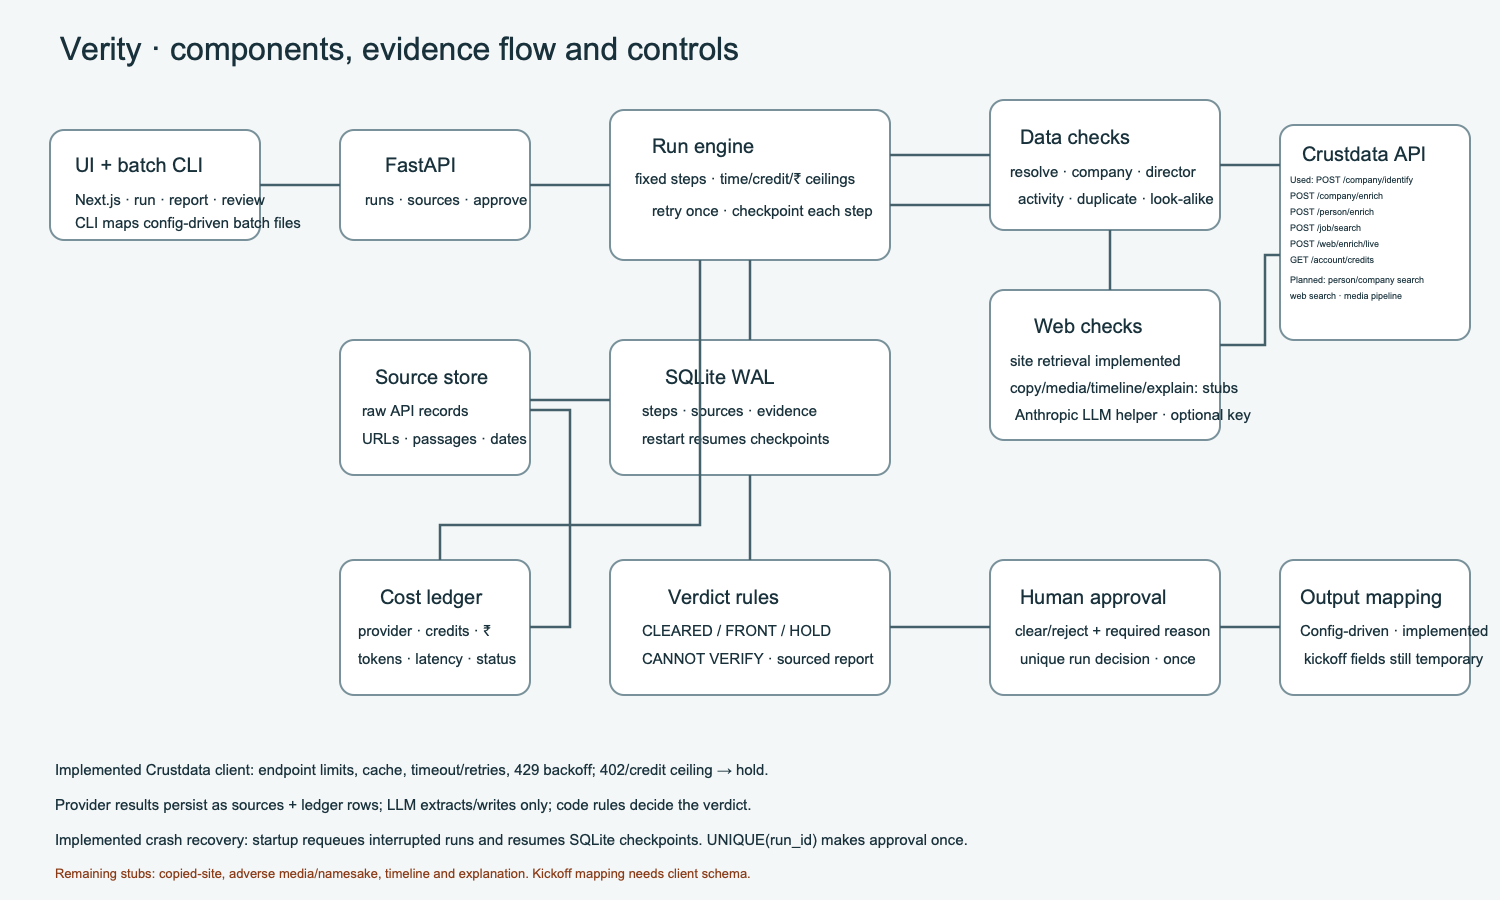 Verity · components, evidence flow and controls
UI + batch CLI
Next.js · run · report · review
CLI maps config-driven batch files
FastAPI
runs · sources · approve
Run engine
fixed steps · time/credit/₹ ceilings
retry once · checkpoint each step
Data checks
resolve · company · director
activity · duplicate · look-alike
Crustdata API
Used: POST /company/identify
POST /company/enrich
POST /person/enrich
POST /job/search
POST /web/enrich/live
GET /account/credits
Planned: person/company search
web search · media pipeline
Web checks
site retrieval implemented
copy/media/timeline/explain: stubs
Anthropic LLM helper · optional key
Source store
raw API records
URLs · passages · dates
SQLite WAL
steps · sources · evidence
restart resumes checkpoints
Cost ledger
provider · credits · ₹
tokens · latency · status
Verdict rules
CLEARED / FRONT / HOLD
CANNOT VERIFY · sourced report
Human approval
clear/reject + required reason
unique run decision · once
Output mapping
Config-driven · implemented
kickoff fields still temporary
Implemented Crustdata client: endpoint limits, cache, timeout/retries, 429 backoff; 402/credit ceiling → hold.
Provider results persist as sources + ledger rows; LLM extracts/writes only; code rules decide the verdict.
Implemented crash recovery: startup requeues interrupted runs and resumes SQLite checkpoints. UNIQUE(run_id) makes approval once.
Remaining stubs: copied-site, adverse media/namesake, timeline and explanation. Kickoff mapping needs client schema.